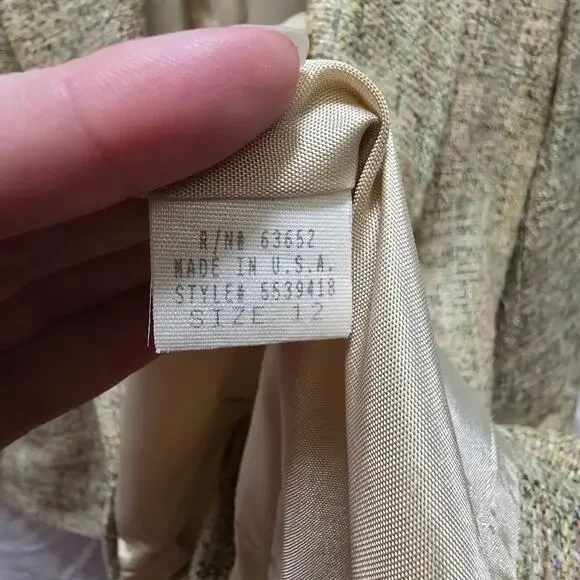 R/N# 63652
MADE IN U.S.A.
STYLE# 5539418
SIZE 12